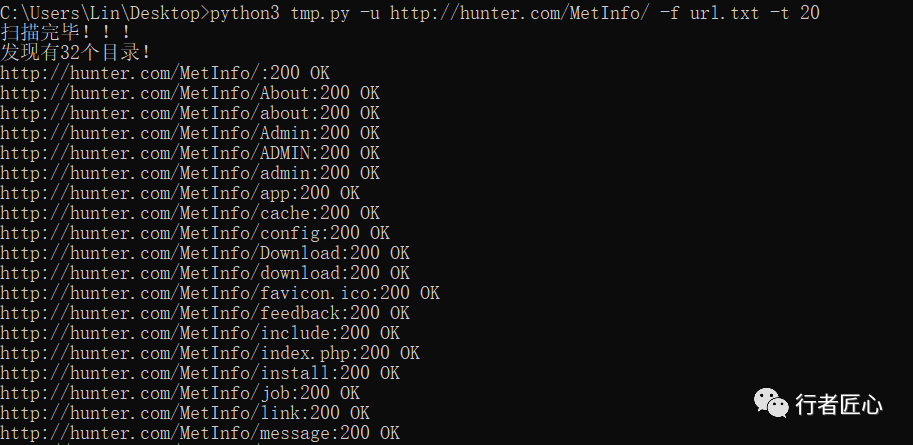 C:\Users\Lin\Desktop>python3 tmp.py -u http://hunter.com/MetInfo/ -f url.txt -t 20
扫描完毕！！！
发现有32个目录！
http://hunter.com/MetInfo/:200 OK
http://hunter.com/MetInfo/About:200 OK
http://hunter.com/MetInfo/about:200 OK
http://hunter.com/MetInfo/Admin:200 OK
http://hunter.com/MetInfo/ADMIN:200 OK
http://hunter.com/MetInfo/admin:200 OK
http://hunter.com/MetInfo/app:200 OK
http://hunter.com/MetInfo/cache:200 OK
http://hunter.com/MetInfo/config:200 OK
http://hunter.com/MetInfo/Download:200 OK
http://hunter.com/MetInfo/download:200 OK
http://hunter.com/MetInfo/favicon.ico:200 OK
http://hunter.com/MetInfo/feedback:200 OK
http://hunter.com/MetInfo/include:200 OK
http://hunter.com/MetInfo/index.php:200 OK
http://hunter.com/MetInfo/install:200 OK
http://hunter.com/MetInfo/job:200 OK
http://hunter.com/MetInfo/link:200 OK
http://hunter.com/MetInfo/message:200 OK
行者匠心